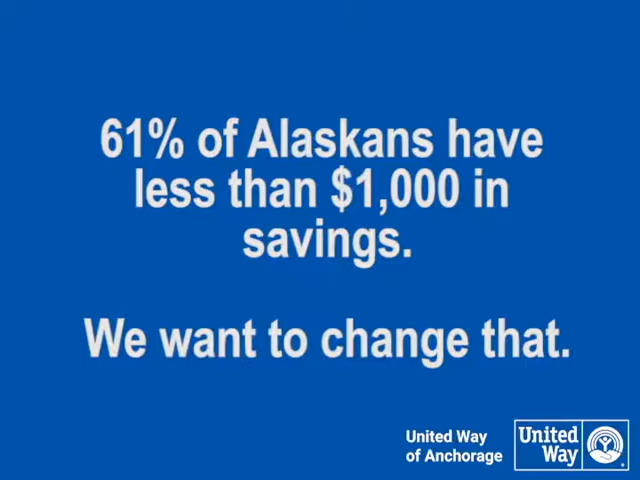 61% of Alaskans have
less than $1,000 in
savings.
We want to change that.
United Way
of Anchorage
United
Way